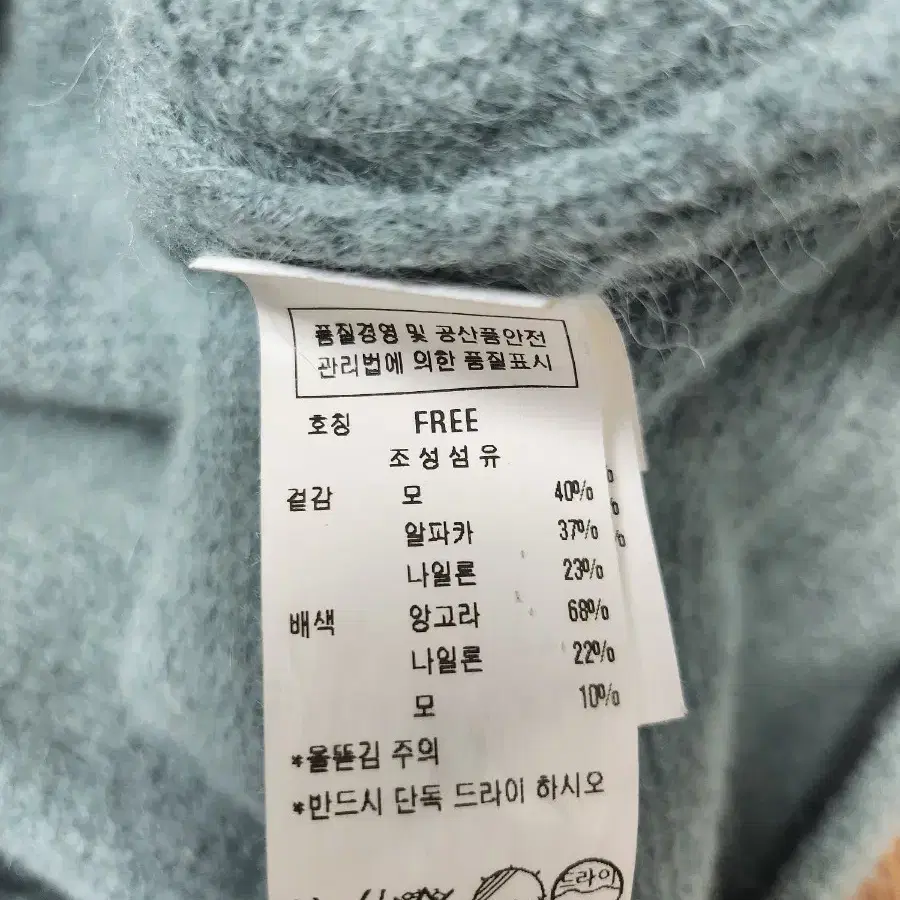 품질경영 및 공산품안전
관리법에 의한 품질표시
호칭 FREE
조성섬유
겉감 모 40%
알파카 37%
나일론 23%
배색 앙고라 68%
나일론 22%
모 10%
*올뜯김 주의
*반드시 단독 드라이 하시오
드라이